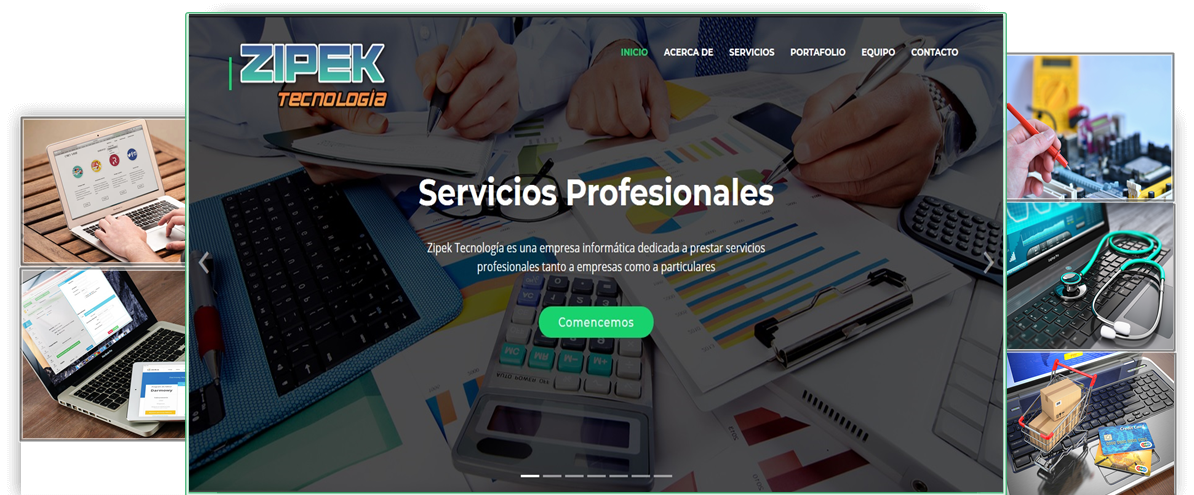 ZIPEK
TECNOLOGÍA
INICIO ACERCA DE SERVICIOS PORTAFOLIO EQUIPO CONTACTO
Servicios Profesionales
Zipek Tecnología es una empresa informática dedicada a prestar servicios
profesionales tanto a empresas como a particulares
Comencemos